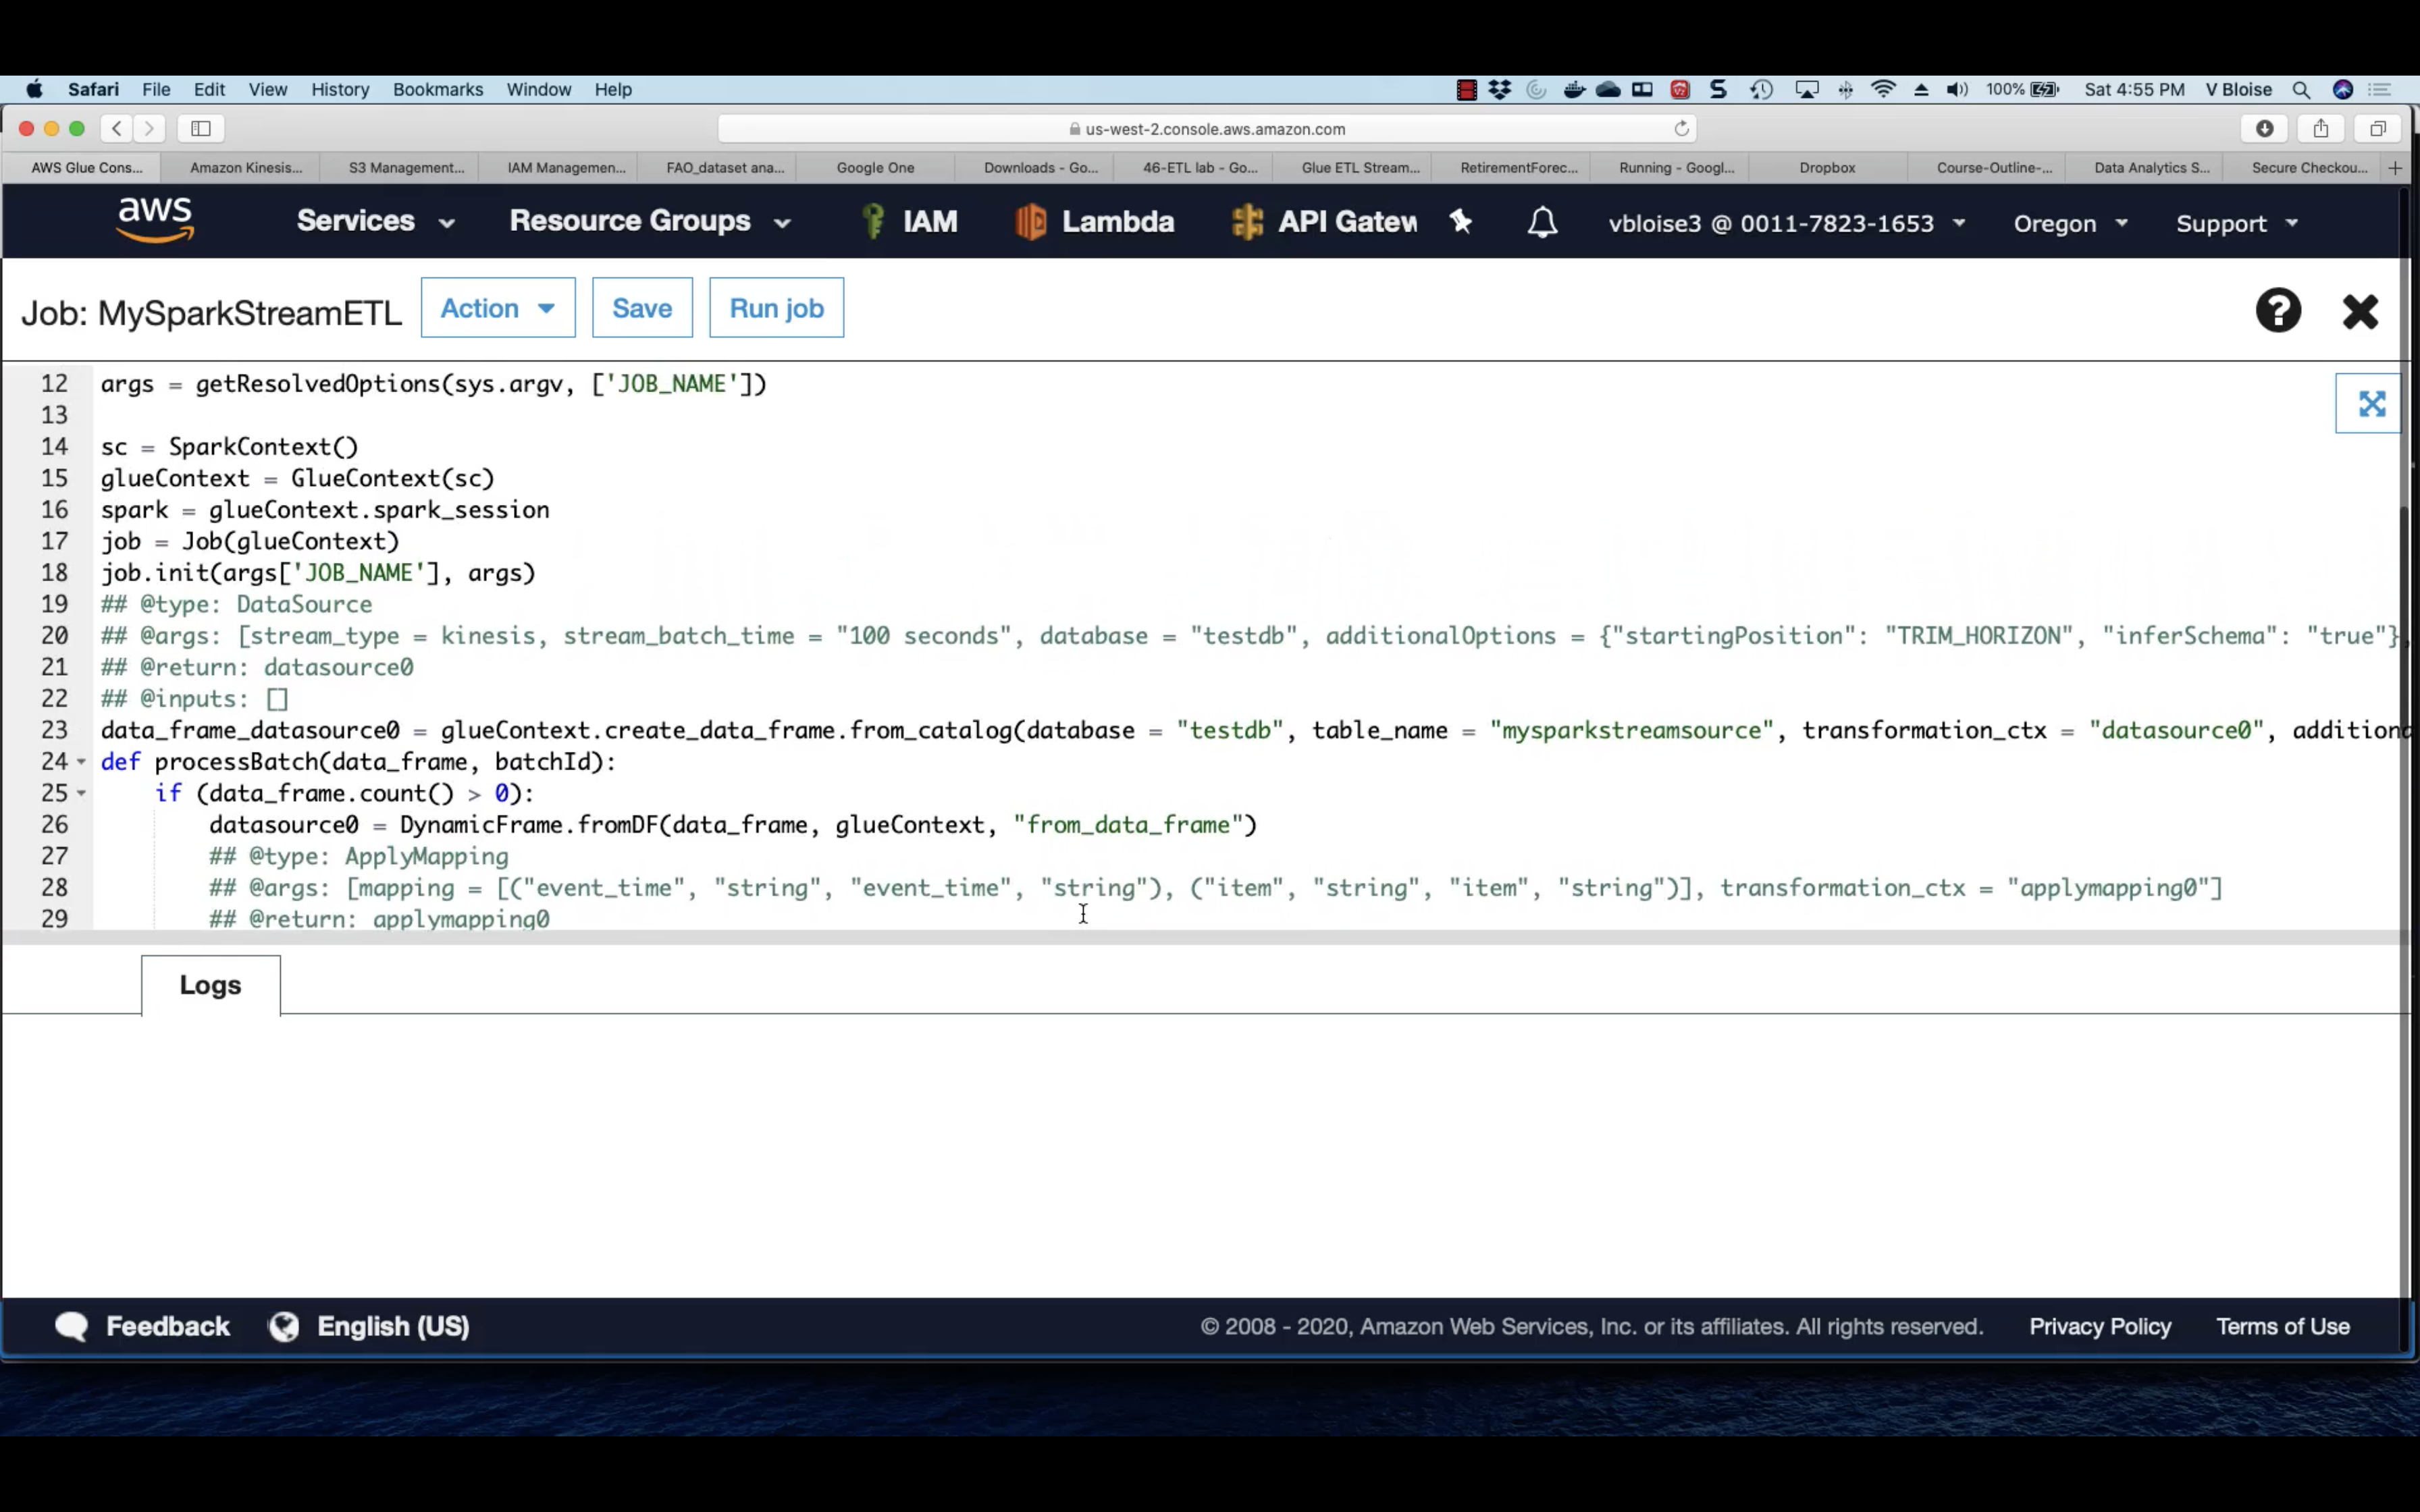 Safari File Edit View History Bookmarks Window Help 100% Sat 4:55 PM V Bloise
us-west-2.console.aws.amazon.com
AWS Glue Cons... Amazon Kinesis... S3 Management... IAM Managemen... FAO_dataset ana... Google One Downloads - Go... 46-ETL lab - Go... Glue ETL Stream... RetirementForec... Running - Googl... Dropbox Course-Outline-... Data Analytics S... Secure Checkou...
aws Services Resource Groups IAM Lambda API Gatew vbloise3 @ 0011-7823-1653 Oregon Support
Job: MySparkStreamETL Action Save Run job
12 args = getResolvedOptions(sys.argv, ['JOB_NAME'])
13
14 sc = SparkContext()
15 glueContext = GlueContext(sc)
16 spark = glueContext.spark_session
17 job = Job(glueContext)
18 job.init(args['JOB_NAME'], args)
19 ## @type: DataSource
20 ## @args: [stream_type = kinesis, stream_batch_time = "100 seconds", database = "testdb", additionalOptions = {"startingPosition": "TRIM_HORIZON", "inferSchema": "true"},
21 ## @return: datasource0
22 ## @inputs: []
23 data_frame_datasource0 = glueContext.create_data_frame.from_catalog(database = "testdb", table_name = "mysparkstreamsource", transformation_ctx = "datasource0", additiona
24 def processBatch(data_frame, batchId):
25 if (data_frame.count() > 0):
26 datasource0 = DynamicFrame.fromDF(data_frame, glueContext, "from_data_frame")
27 ## @type: ApplyMapping
28 ## @args: [mapping = [("event_time", "string", "event_time", "string"), ("item", "string", "item", "string")], transformation_ctx = "applymapping0"]
29 ## @return: applymapping0
Logs
Feedback English (US) © 2008 - 2020, Amazon Web Services, Inc. or its affiliates. All rights reserved. Privacy Policy Terms of Use